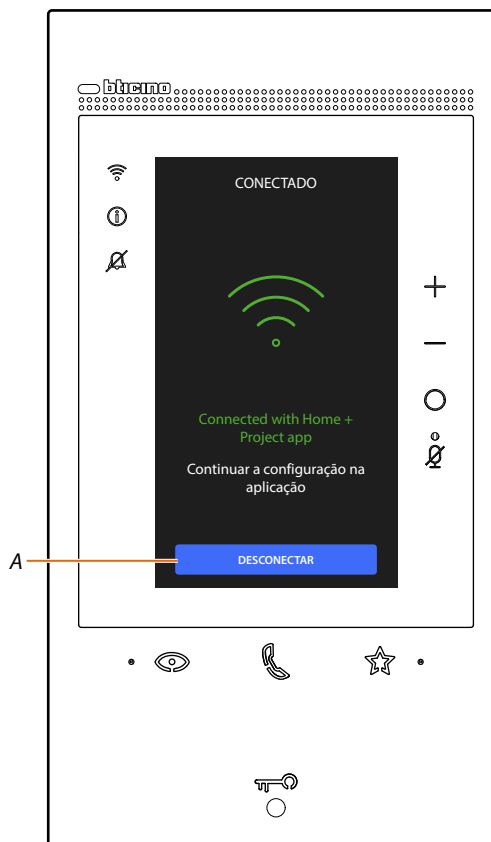 bticino
CONECTADO
Connected with Home +
Project app
Continuar a configuração na
aplicação
A
DESCONECTAR